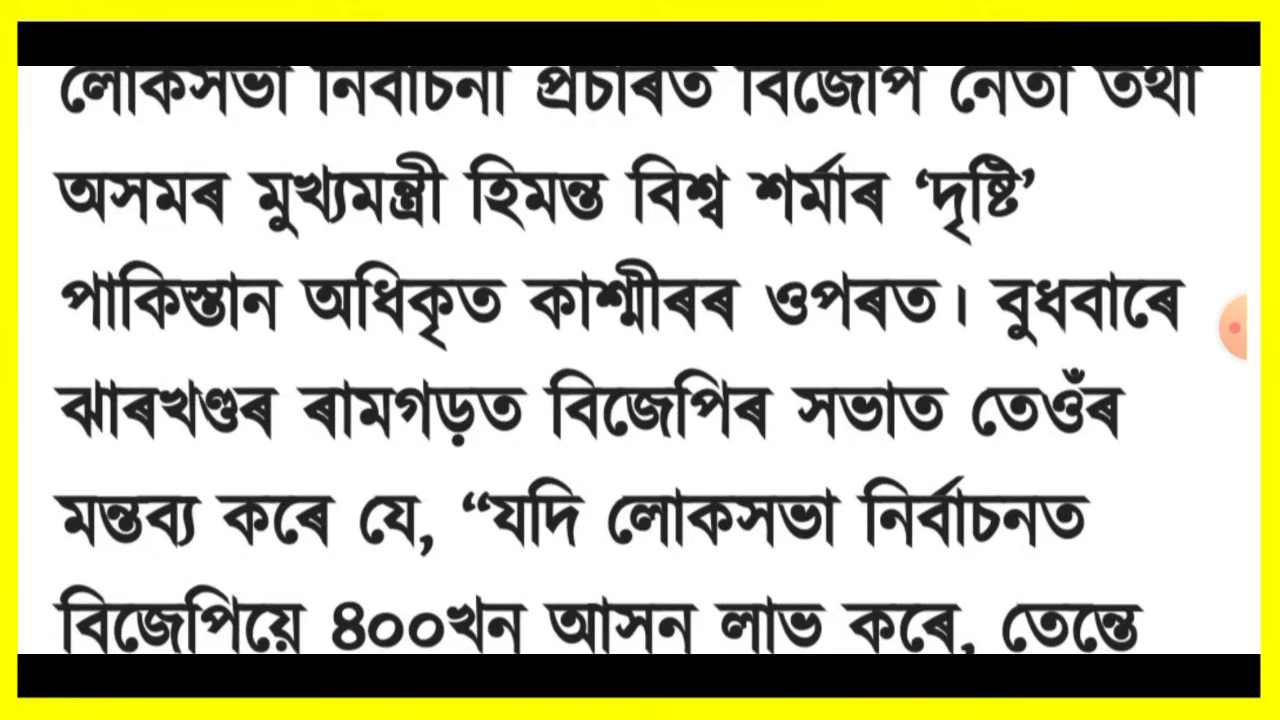 লোকসভা নিৰ্বাচনী প্ৰচাৰত বিজেপি নেতা তথা
অসমৰ মুখ্যমন্ত্ৰী হিমন্ত বিশ্ব শৰ্মাৰ ‘দৃষ্টি’
পাকিস্তান অধিকৃত কাশ্মীৰৰ ওপৰত। বুধবাৰে
ঝাৰখণ্ডৰ ৰামগড়ত বিজেপিৰ সভাত তেওঁৰ
মন্তব্য কৰে যে, “যদি লোকসভা নিৰ্বাচনত
বিজেপিয়ে ৪০০খন আসন লাভ কৰে, তেন্তে